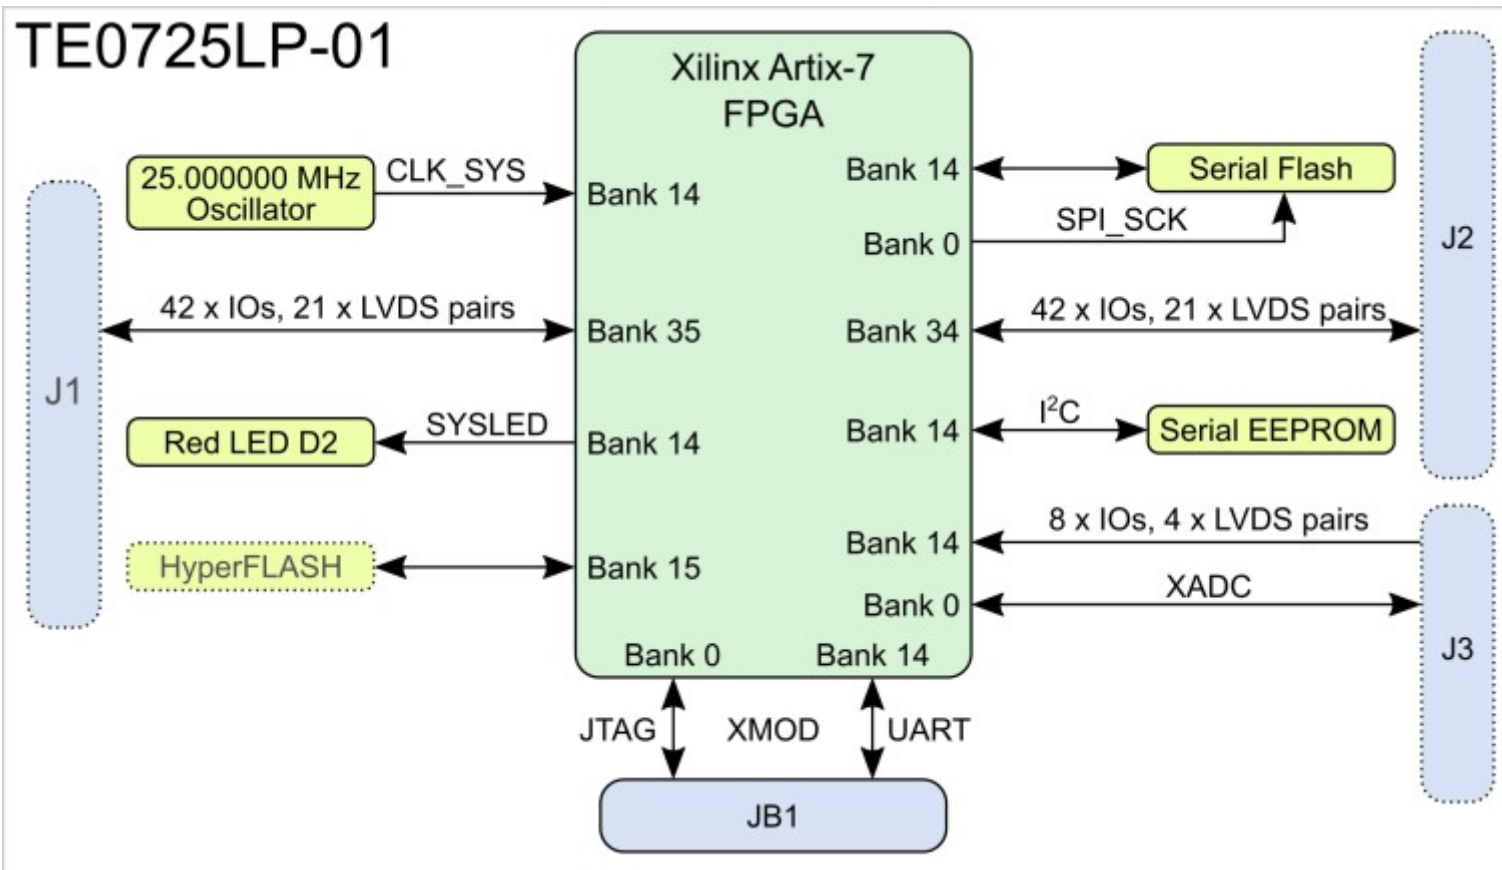 TE0725LP-01
Xilinx Artix-7
FPGA
25.000000 MHz
Oscillator
CLK_SYS
Bank 14
Bank 14
Serial Flash
Bank 0
SPI_SCK
J2
J1
42 x IOs, 21 x LVDS pairs
Bank 35
Bank 34
42 x IOs, 21 x LVDS pairs
Red LED D2
SYSLED
Bank 14
Bank 14
I²C
Serial EEPROM
HyperFLASH
Bank 15
Bank 14
8 x IOs, 4 x LVDS pairs
Bank 0
XADC
J3
Bank 0
Bank 14
JTAG
XMOD
UART
JB1